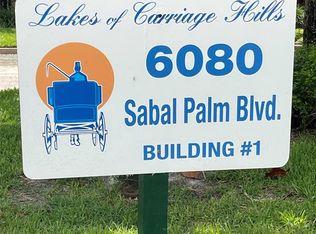 Lakes of Carriage Hills
6080
Sabal Palm Blvd.
BUILDING #1